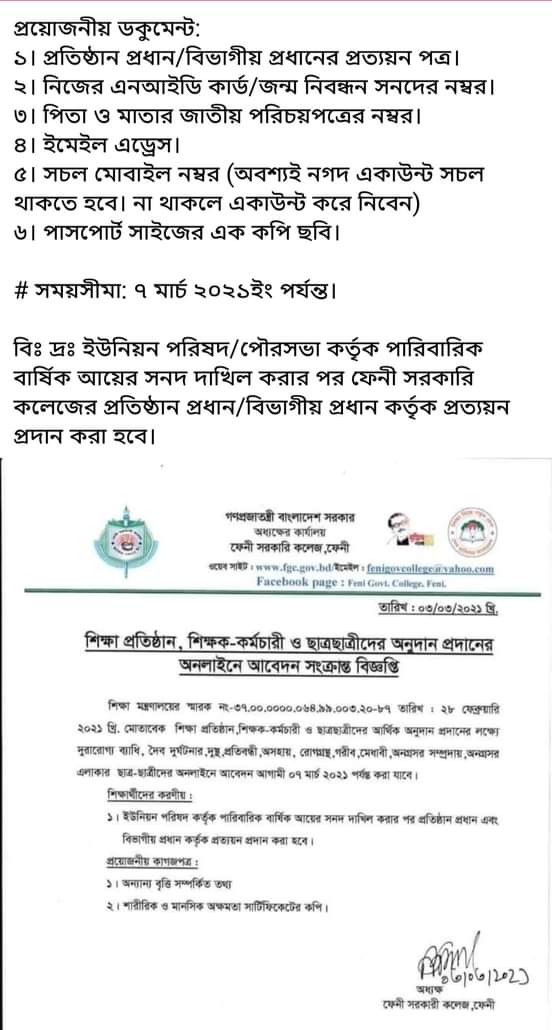 প্রয়োজনীয় ডকুমেন্ট:
১। প্রতিষ্ঠান প্রধান/বিভাগীয় প্রধানের প্রত্যয়ন পত্র।
২। নিজের এনআইডি কার্ড/জন্ম নিবন্ধন সনদের নম্বর।
৩। পিতা ও মাতার জাতীয় পরিচয়পত্রের নম্বর।
৪। ইমেইল এড্রেস।
৫। সচল মোবাইল নম্বর (অবশ্যই নগদ একাউন্ট সচল
থাকতে হবে। না থাকলে একাউন্ট করে নিবেন)
৬। পাসপোর্ট সাইজের এক কপি ছবি।
# সময়সীমা: ৭ মার্চ ২০২১ইং পর্যন্ত।
বিঃ দ্রঃ ইউনিয়ন পরিষদ/পৌরসভা কর্তৃক পারিবারিক
বার্ষিক আয়ের সনদ দাখিল করার পর ফেনী সরকারি
কলেজের প্রতিষ্ঠান প্রধান/বিভাগীয় প্রধান কর্তৃক প্রত্যয়ন
প্রদান করা হবে।
গণপ্রজাতন্ত্রী বাংলাদেশ সরকার
অধ্যক্ষের কার্যালয়
ফেনী সরকারি কলেজ,ফেনী
ওয়েব সাইট : www.fgc.gov.bd/ইমেইল : fenigovcollege@yahoo.com
Facebook page : Feni Govt. College, Feni.
তারিখ : ০৩/০৩/২০২১ খ্রি.
শিক্ষা প্রতিষ্ঠান, শিক্ষক-কর্মচারী ও ছাত্রছাত্রীদের অনুদান প্রদানের
অনলাইনে আবেদন সংক্রান্ত বিজ্ঞপ্তি
শিক্ষা মন্ত্রণালয়ের স্মারক নং-৩৭.০০.০০০০.০৬৪.৯৯.০০৩.২০-৮৭ তারিখ : ২৮ ফেব্রুয়ারি
২০২১ খ্রি. মোতাবেক শিক্ষা প্রতিষ্ঠান,শিক্ষক-কর্মচারী ও ছাত্রছাত্রীদের আর্থিক অনুদান প্রদানের লক্ষ্যে
দুরারোগ্য ব্যাধি, দৈব দুর্ঘটনার,দুস্থ,প্রতিবন্ধী,অসহায়, রোগগ্রস্থ,গরীব,মেধাবী,অনগ্রসর সম্প্রদায়,অনগ্রসর
এলাকার ছাত্র-ছাত্রীদের অনলাইনে আবেদন আগামী ০৭ মার্চ ২০২১ পর্যন্ত করা যাবে।
শিক্ষার্থীদের করণীয় :
১। ইউনিয়ন পরিষদ কর্তৃক পারিবারিক বার্ষিক আয়ের সনদ দাখিল করার পর প্রতিষ্ঠান প্রধান এবং
বিভাগীয় প্রধান কর্তৃক প্রত্যয়ন প্রদান করা হবে।
প্রয়োজনীয় কাগজপত্র :
১। অন্যান্য বৃত্তি সম্পর্কিত তথ্য
২। শারীরিক ও মানসিক অক্ষমতা সার্টিফিকেটের কপি।
অধ্যক্ষ
ফেনী সরকারী কলেজ,ফেনী